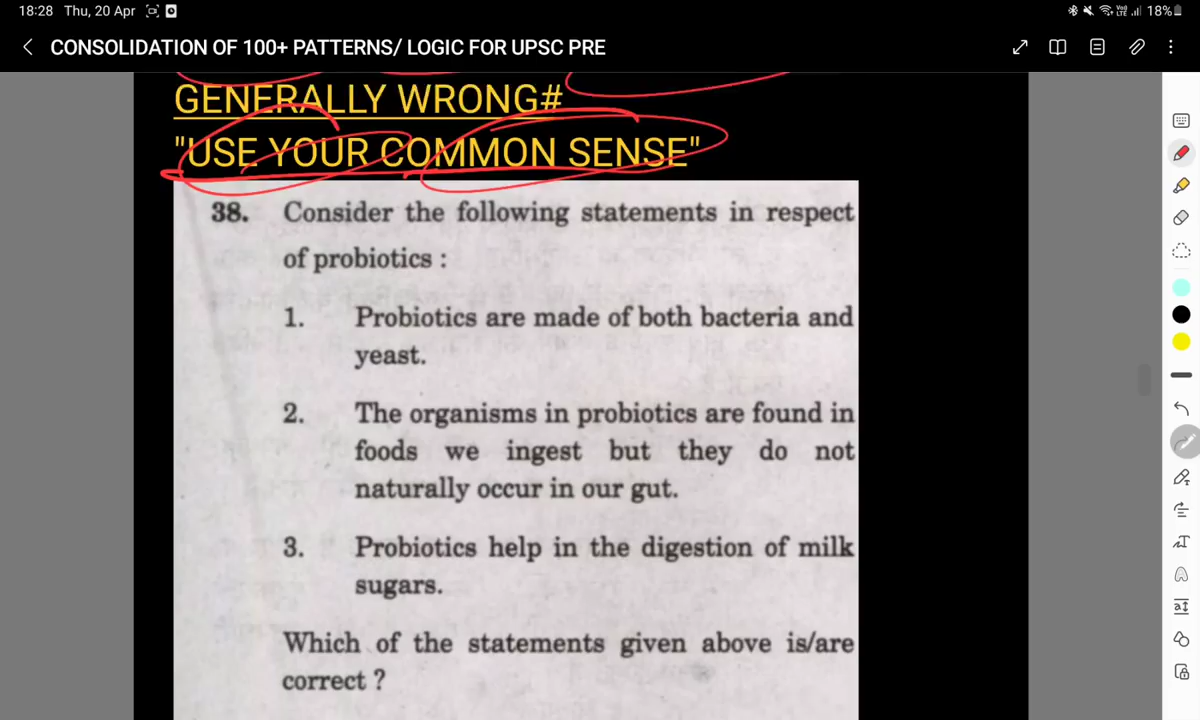 18:28 Thu, 20 Apr 18%
CONSOLIDATION OF 100+ PATTERNS/ LOGIC FOR UPSC PRE
GENERALLY WRONG#
"USE YOUR COMMON SENSE"
38. Consider the following statements in respect
of probiotics :
1. Probiotics are made of both bacteria and
yeast.
2. The organisms in probiotics are found in
foods we ingest but they do not
naturally occur in our gut.
3. Probiotics help in the digestion of milk
sugars.
Which of the statements given above is/are
correct ?